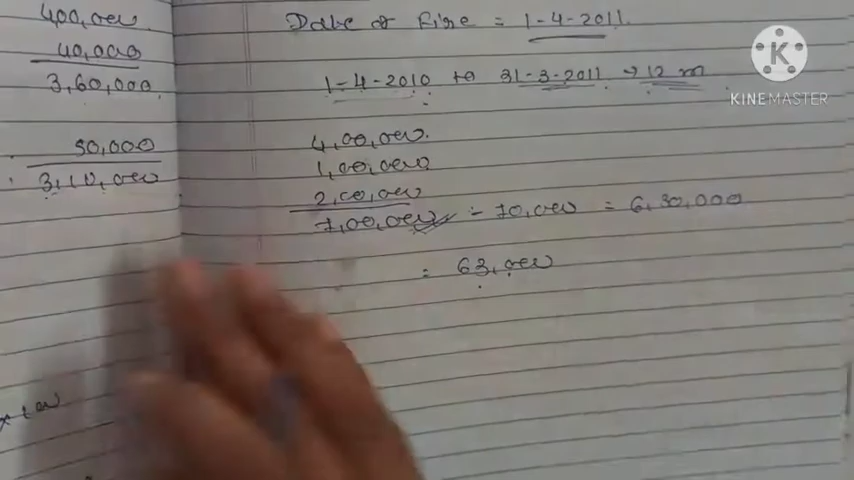 400,000
40,000
3,60,000
50,000
3,10,000
Date of Fire = 1-4-2011.
1-4-2010 to 31-3-2011 → 12 m
4,00,000.
1,00,000
2,00,000
7,00,000 - 70,000 = 6,30,000
= 63,000
K
KINEMASTER